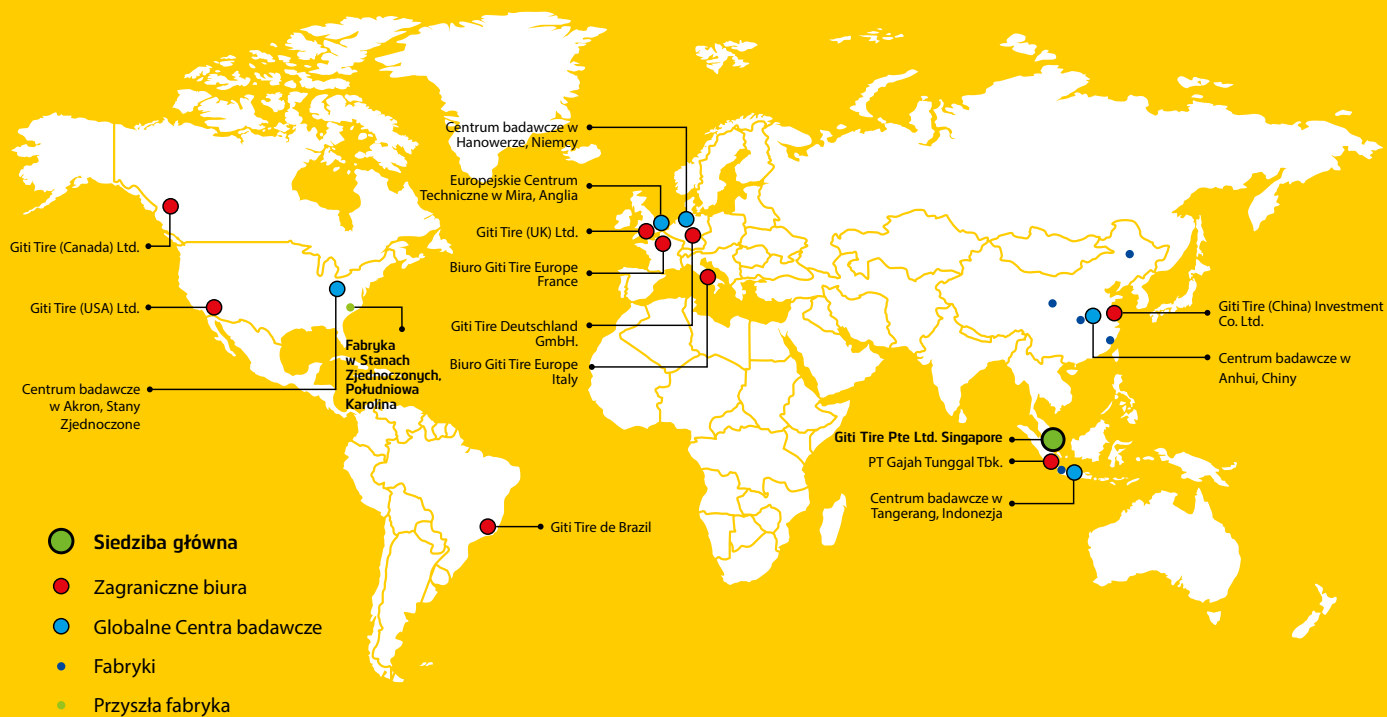 Centrum badawcze w
Hanowerze, Niemcy
Europejskie Centrum
Techniczne w Mira, Anglia
Giti Tire (Canada) Ltd.
Giti Tire (UK) Ltd.
Biuro Giti Tire Europe
France
Giti Tire (USA) Ltd.
Giti Tire Deutschland
GmbH.
Giti Tire (China) Investment
Co. Ltd.
Fabryka
w Stanach
Zjednoczonych,
Południowa
Karolina
Biuro Giti Tire Europe
Italy
Centrum badawcze w
Anhui, Chiny
Centrum badawcze
w Akron, Stany
Zjednoczone
Giti Tire Pte Ltd. Singapore
PT Gajah Tunggal Tbk.
Centrum badawcze w
Tangerang, Indonezja
Giti Tire de Brazil
Siedziba główna
Zagraniczne biura
Globalne Centra badawcze
Fabryki
Przyszła fabryka